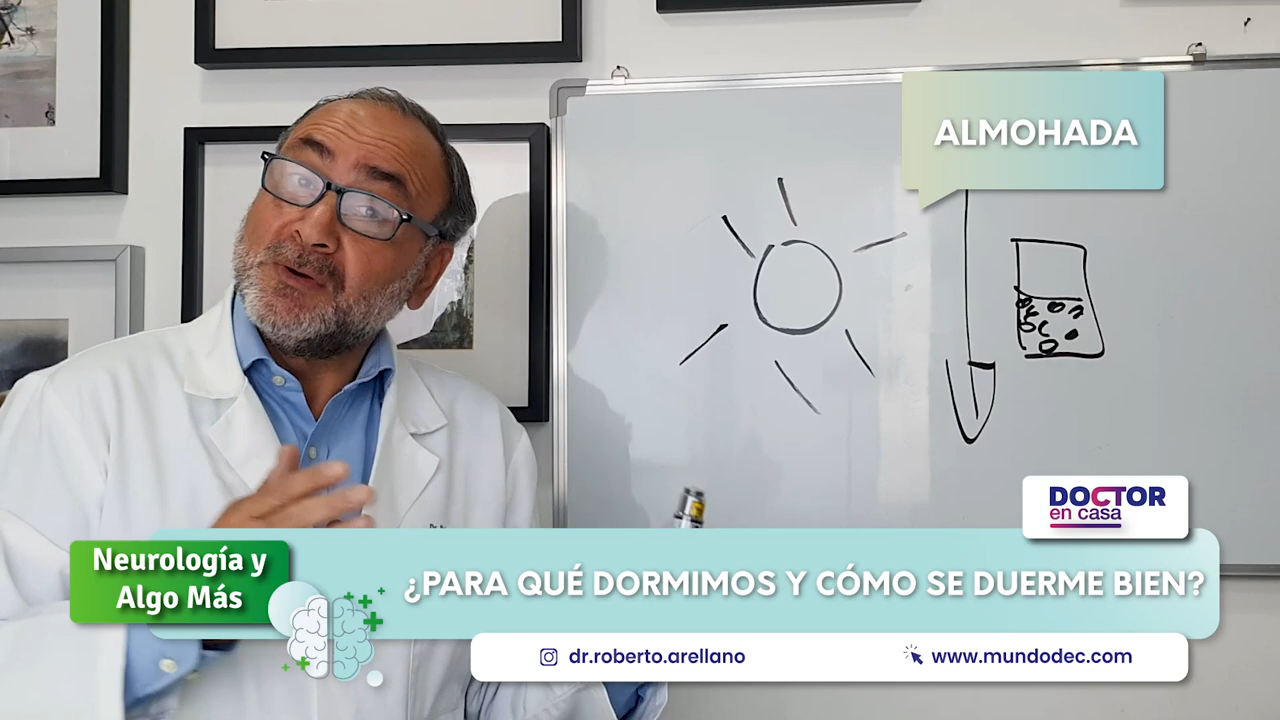 ALMOHADA
DOCTOR
en casa
Neurología y
Algo Más
¿PARA QUÉ DORMIMOS Y CÓMO SE DUERME BIEN?
dr.roberto.arellano
www.mundodec.com